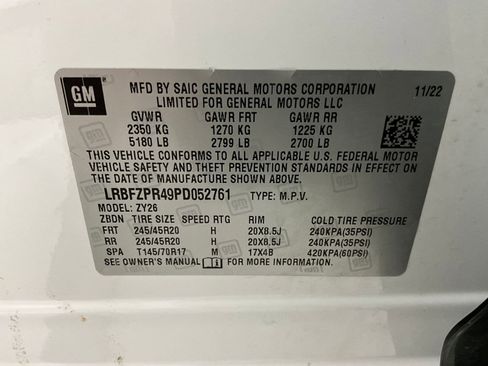 GM
MFD BY SAIC GENERAL MOTORS CORPORATION 11/22
LIMITED FOR GENERAL MOTORS LLC
GVWR GAWR FRT GAWR RR
2350 KG 1270 KG 1225 KG
5180 LB 2799 LB 2700 LB
THIS VEHICLE CONFORMS TO ALL APPLICABLE U.S. FEDERAL MOTOR
VEHICLE SAFETY AND THEFT PREVENTION STANDARDS IN EFFECT ON
THE DATE OF MANUFACTURE SHOWN ABOVE.
LRBFZPR49PD052761 TYPE: M.P.V.
MODEL: ZY26
ZBDN TIRE SIZE SPEED RTG RIM COLD TIRE PRESSURE
FRT 245/45R20 H 20X8.5J 240KPA(35PSI)
RR 245/45R20 H 20X8.5J 240KPA(35PSI)
SPA T145/70R17 M 17X4B 420KPA(60PSI)
SEE OWNER'S MANUAL FOR MORE INFORMATION.